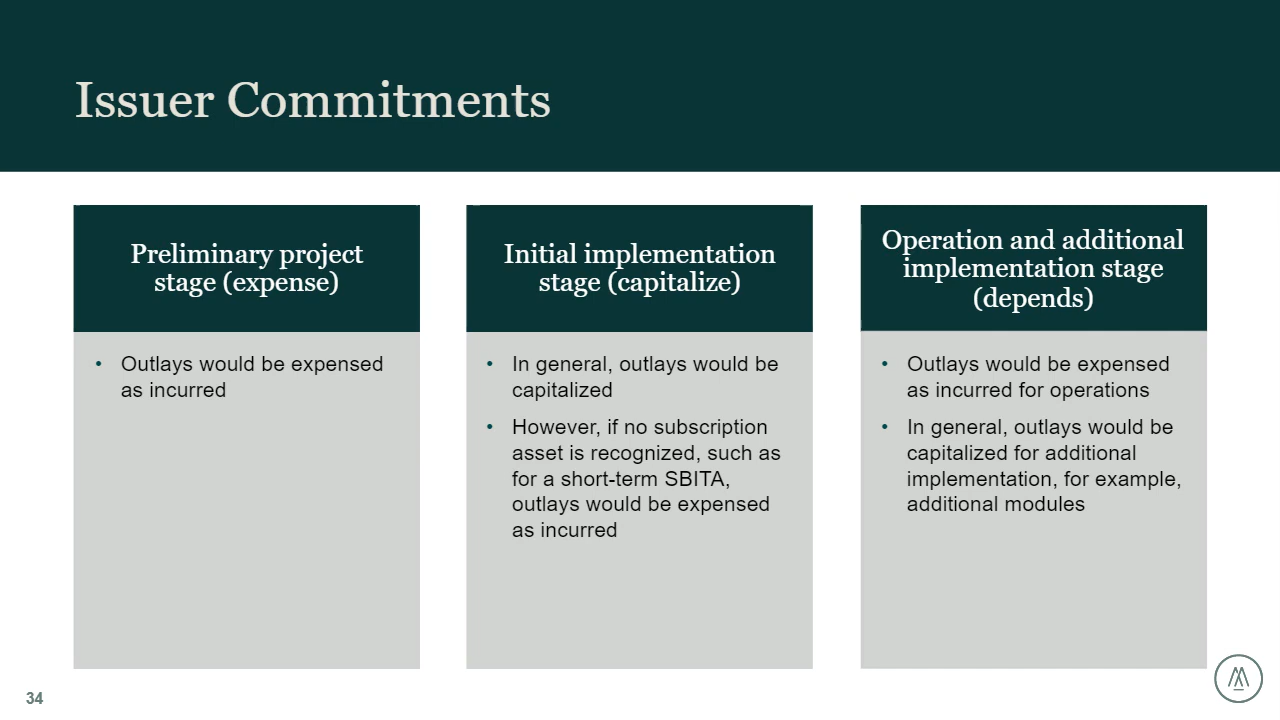 Issuer Commitments
Preliminary project
stage (expense)
• Outlays would be expensed
as incurred
Initial implementation
stage (capitalize)
• In general, outlays would be
capitalized
• However, if no subscription
asset is recognized, such as
for a short-term SBITA,
outlays would be expensed
as incurred
Operation and additional
implementation stage
(depends)
• Outlays would be expensed
as incurred for operations
• In general, outlays would be
capitalized for additional
implementation, for example,
additional modules
34